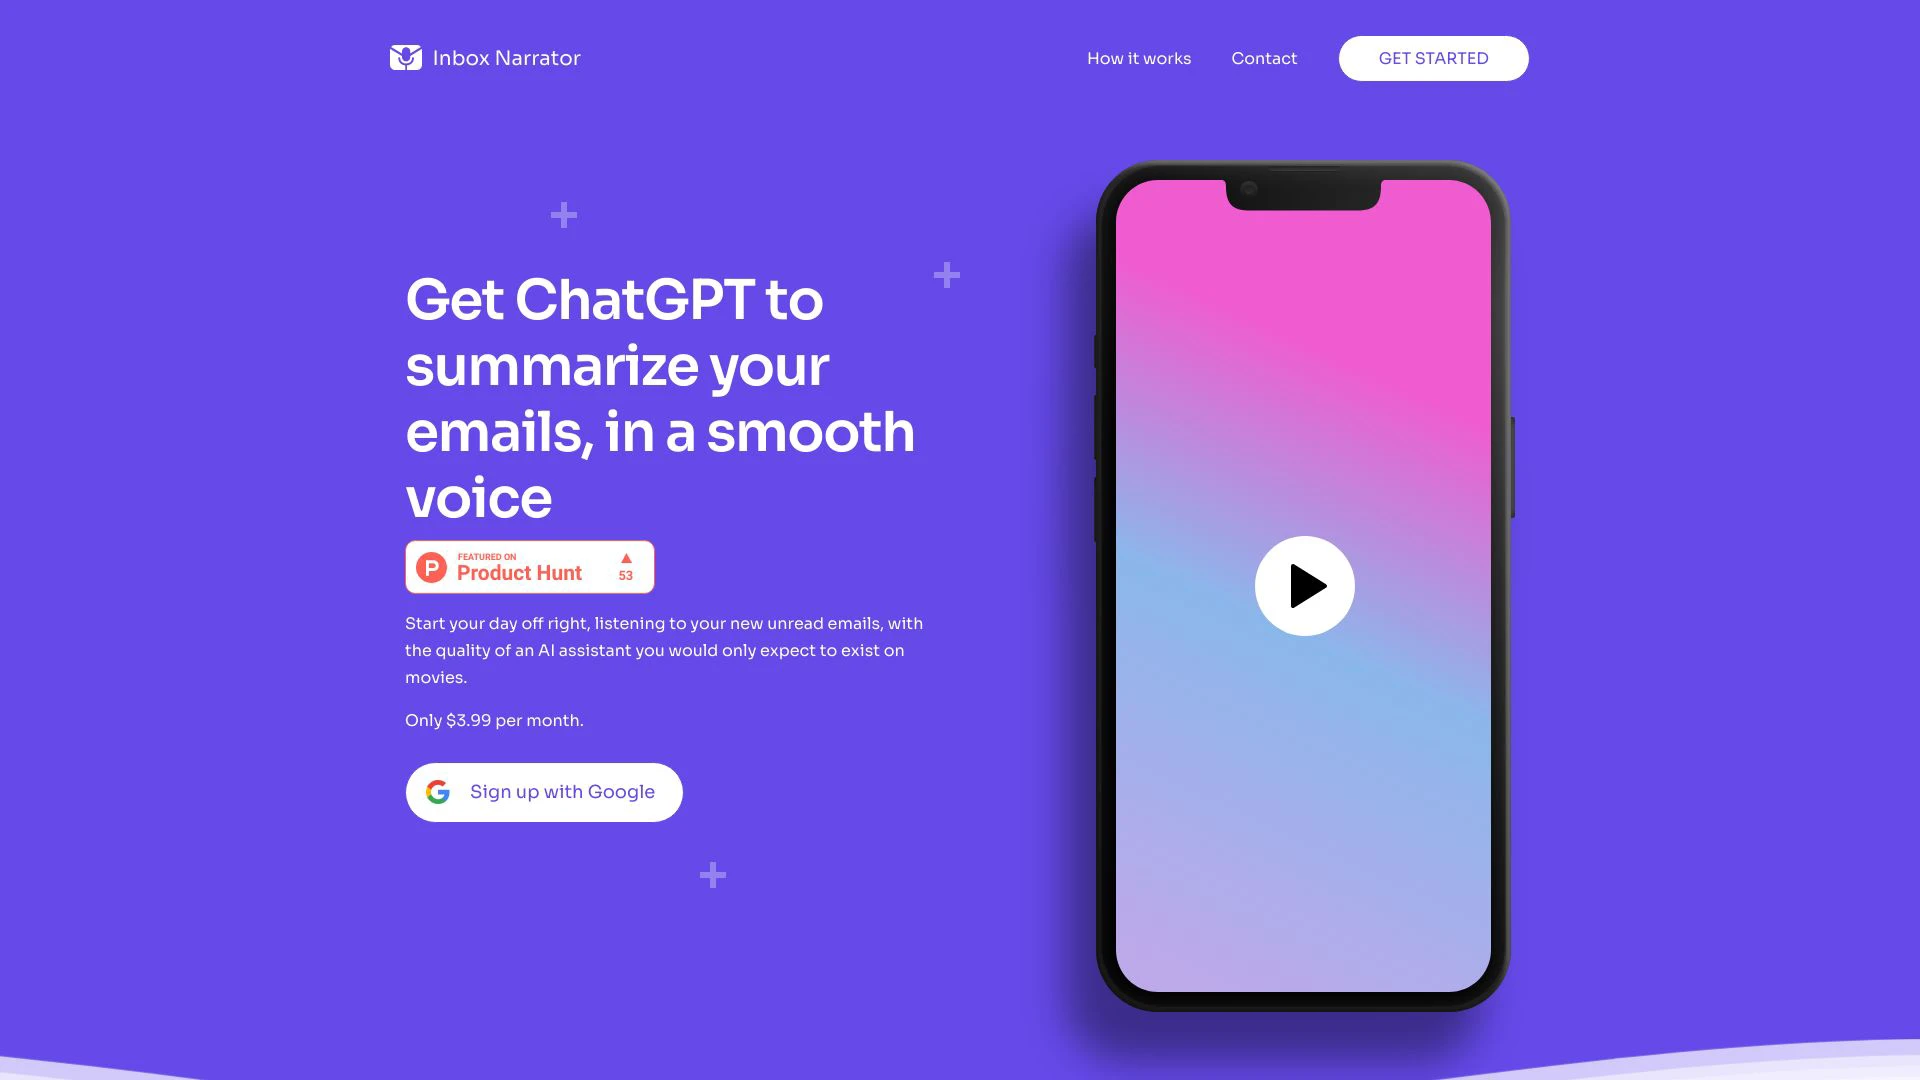 Inbox Narrator
How it works
Contact
GET STARTED
Get ChatGPT to
summarize your
emails, in a smooth
voice
FEATURED ON
Product Hunt
53
Start your day off right, listening to your new unread emails, with
the quality of an AI assistant you would only expect to exist on
movies.
Only $3.99 per month.
Sign up with Google